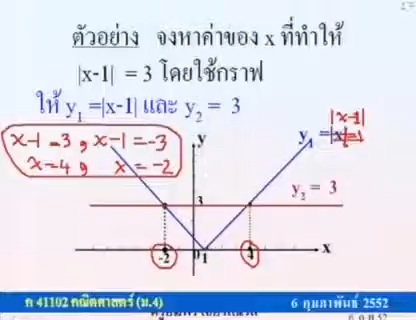 ตัวอย่าง จงหาค่าของ x ที่ทำให้
|x-1| = 3 โดยใช้กราฟ
ให้ y₁ =|x-1| และ y₂ = 3
x-1 =3 , x-1 =-3
x=4 , x = -2
|x-1|
y
y₁ =|x|-1
y₂ = 3
3
-2 0 1 4 x
ค 41102 คณิตศาสตร์ (ม.4) 6 กุมภาพันธ์ 2552